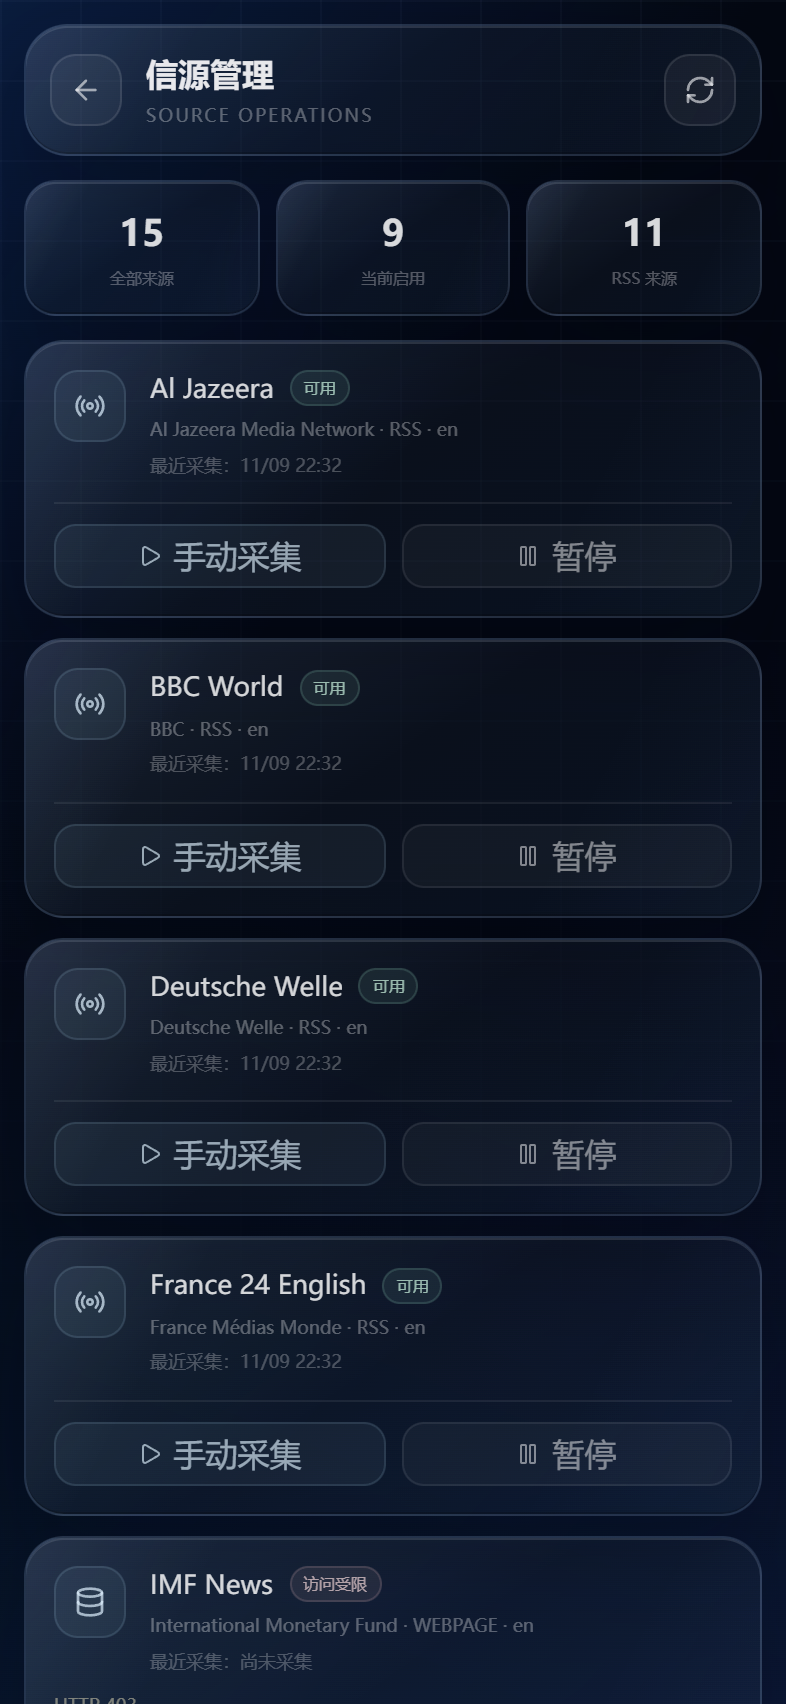 信源管理
SOURCE OPERATIONS
15
全部来源
9
当前启用
11
RSS 来源
Al Jazeera 可用
Al Jazeera Media Network · RSS · en
最近采集：11/09 22:32
手动采集
暂停
BBC World 可用
BBC · RSS · en
最近采集：11/09 22:32
手动采集
暂停
Deutsche Welle 可用
Deutsche Welle · RSS · en
最近采集：11/09 22:32
手动采集
暂停
France 24 English 可用
France Médias Monde · RSS · en
最近采集：11/09 22:32
手动采集
暂停
IMF News 访问受限
International Monetary Fund · WEBPAGE · en
最近采集：尚未采集
HTTP 403